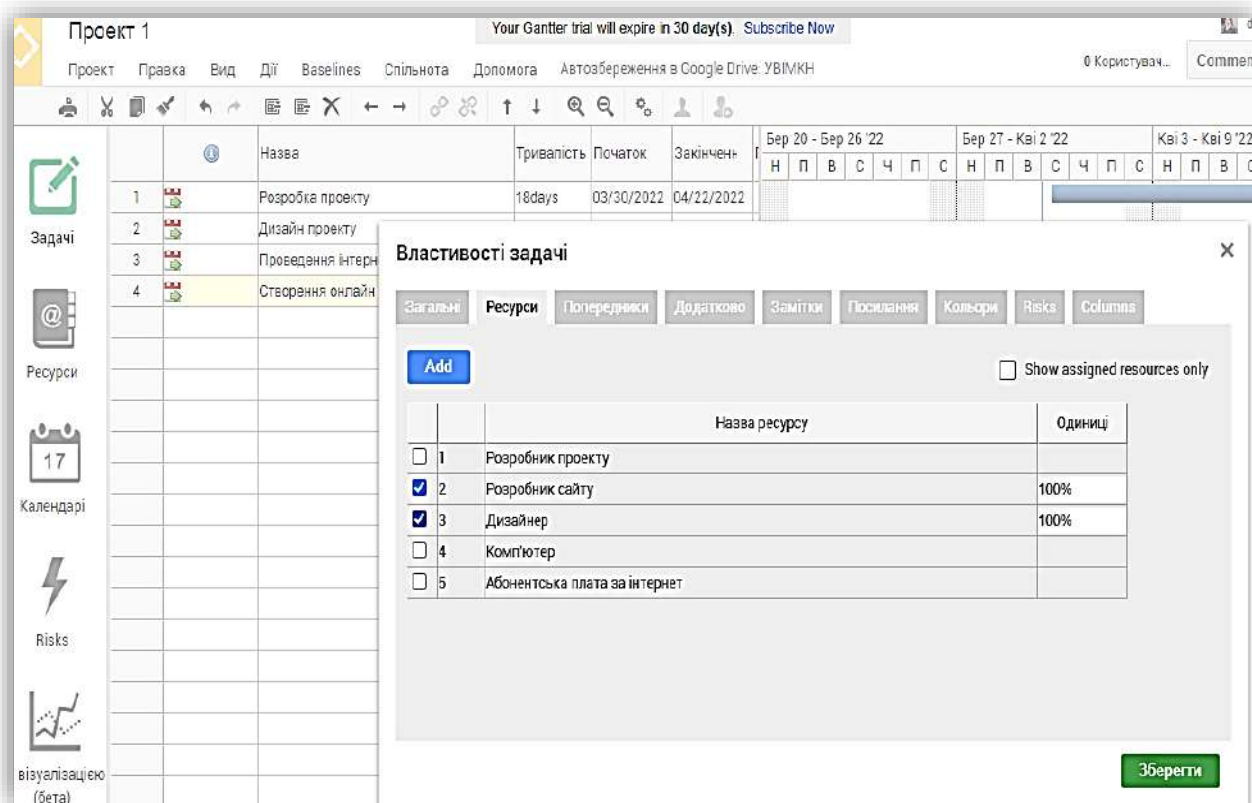 Проект 1
Your Gantter trial will expire in 30 day(s). Subscribe Now
Проект Правка Вид Дії Baselines Спільнота Допомога Автозбереження в Google Drive: УВІМКН
0 Користувач... Commen
Бер 20 - Бер 26 '22 Бер 27 - Кві 2 '22 Кві 3 - Кві 9 '22
Назва Тривалість Початок Закінченн
Н П В С Ч П С Н П В С Ч П С Н П В С
1 Розробка проекту 18days 03/30/2022 04/22/2022
2 Дизайн проекту
3 Проведення інтерн
4 Створення онлайн
Задачі
@
Ресурси
17
Календарі
Risks
візуалізацією
(бета)
Властивості задачі
Загальні Ресурси Попередники Додатково Замітки Посилання Кольори Risks Columns
Add
Show assigned resources only
Назва ресурсу Одиниці
1 Розробник проекту
2 Розробник сайту 100%
3 Дизайнер 100%
4 Комп'ютер
5 Абонентська плата за інтернет
Зберегти